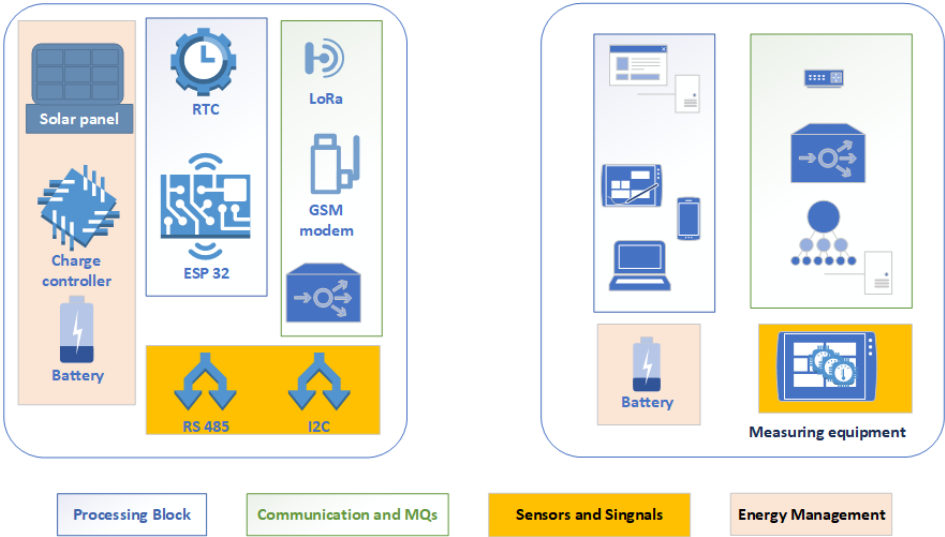 Solar panel
Charge
controller
Battery
RTC
ESP 32
LoRa
GSM
modem
RS 485
I2C
Battery
Measuring equipment
Processing Block
Communication and MQs
Sensors and Singnals
Energy Management